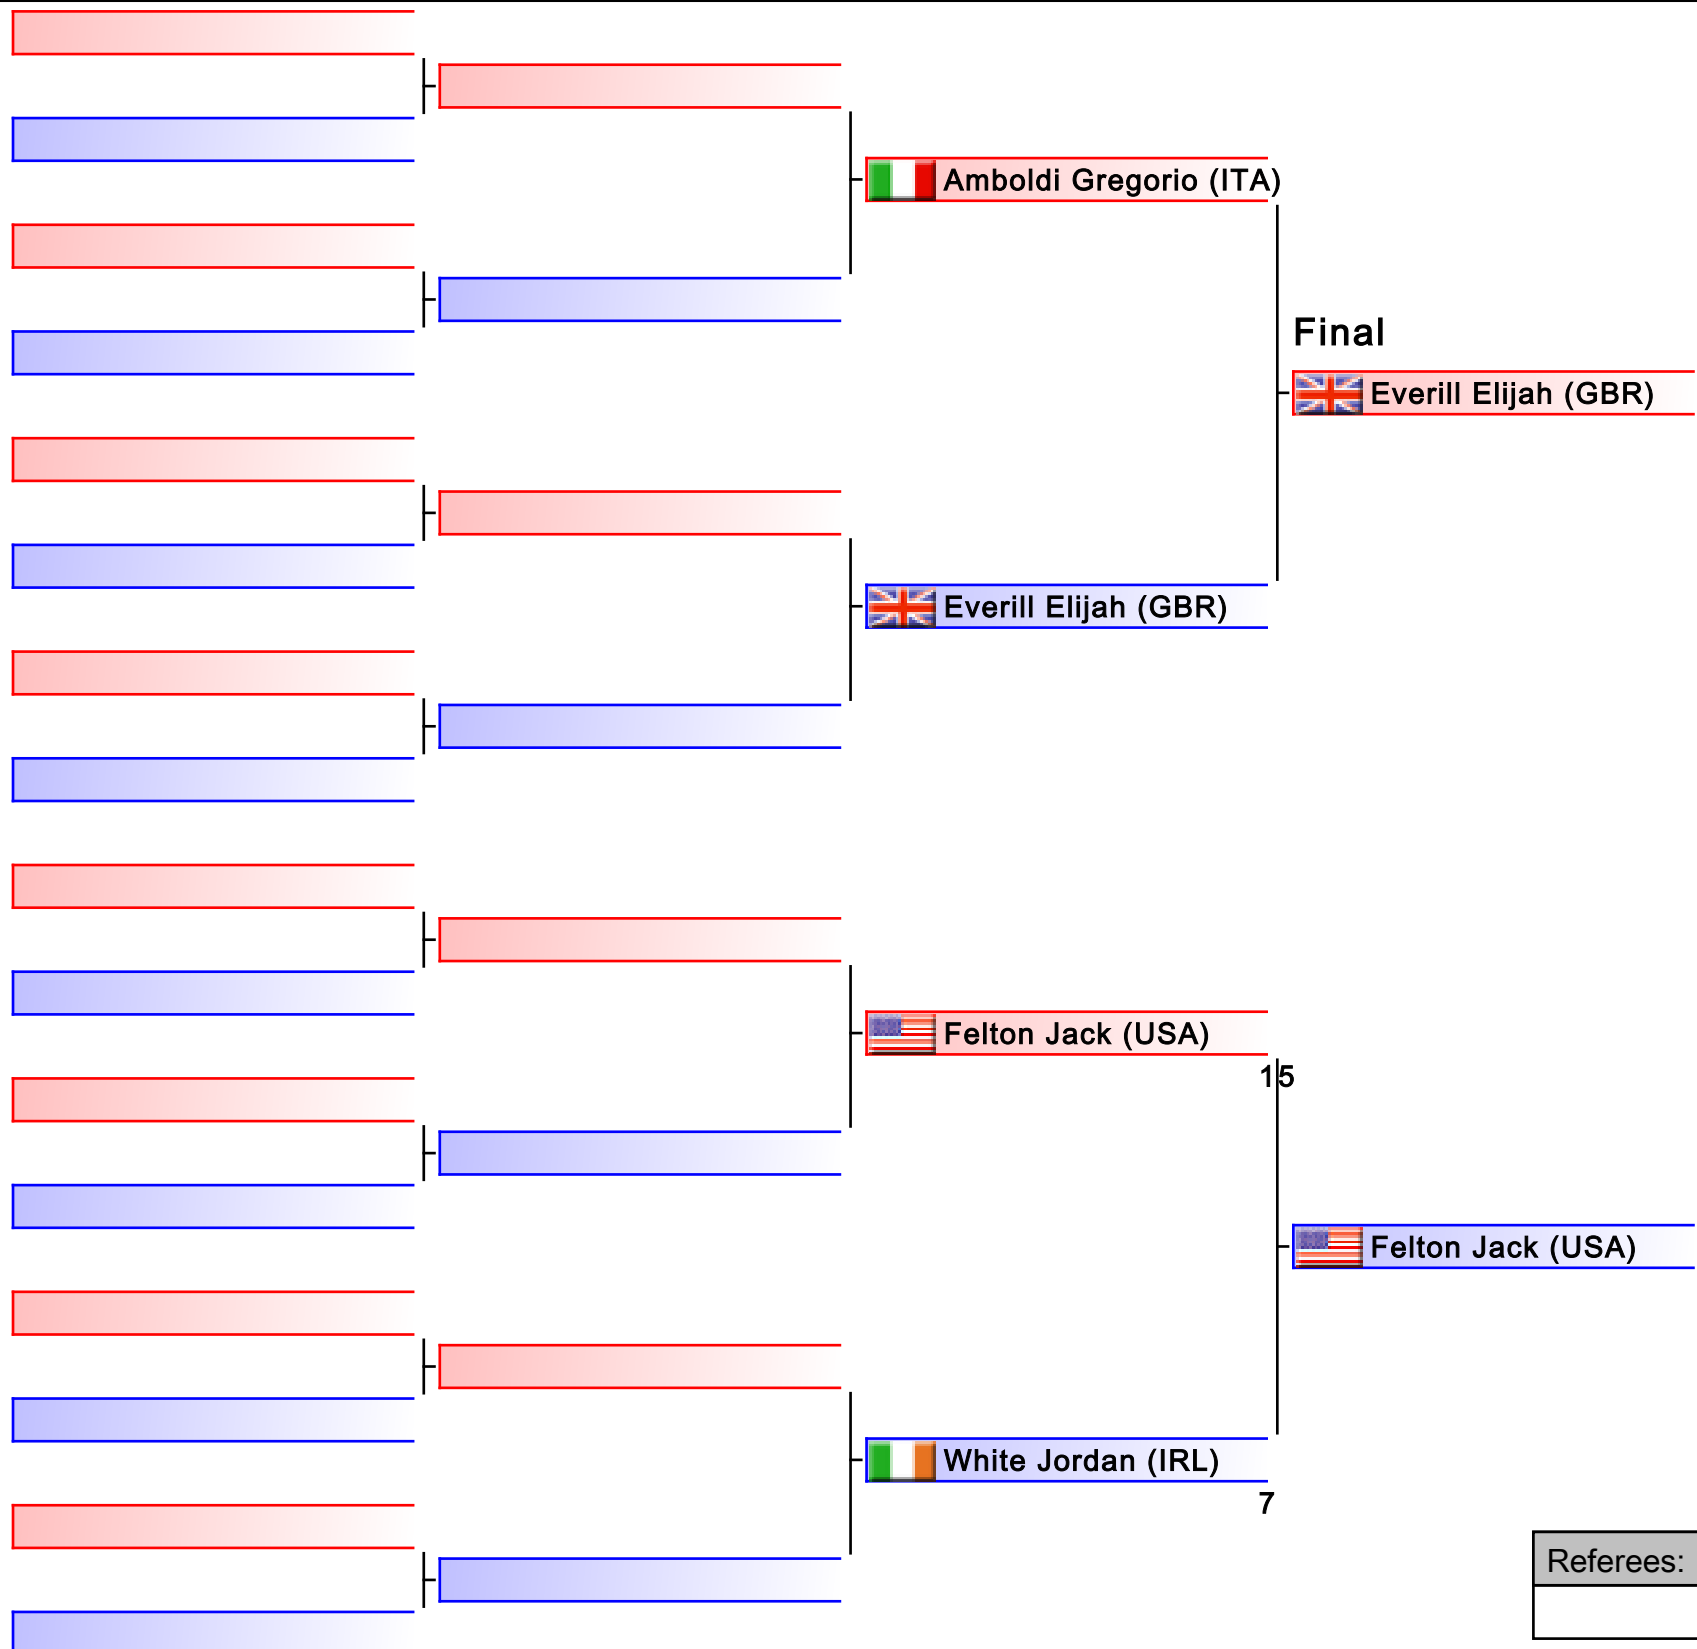 Amboldi Gregorio (ITA)
Final
Everill Elijah (GBR)
Everill Elijah (GBR)
Felton Jack (USA)
15
Felton Jack (USA)
White Jordan (IRL)
7
Referees: